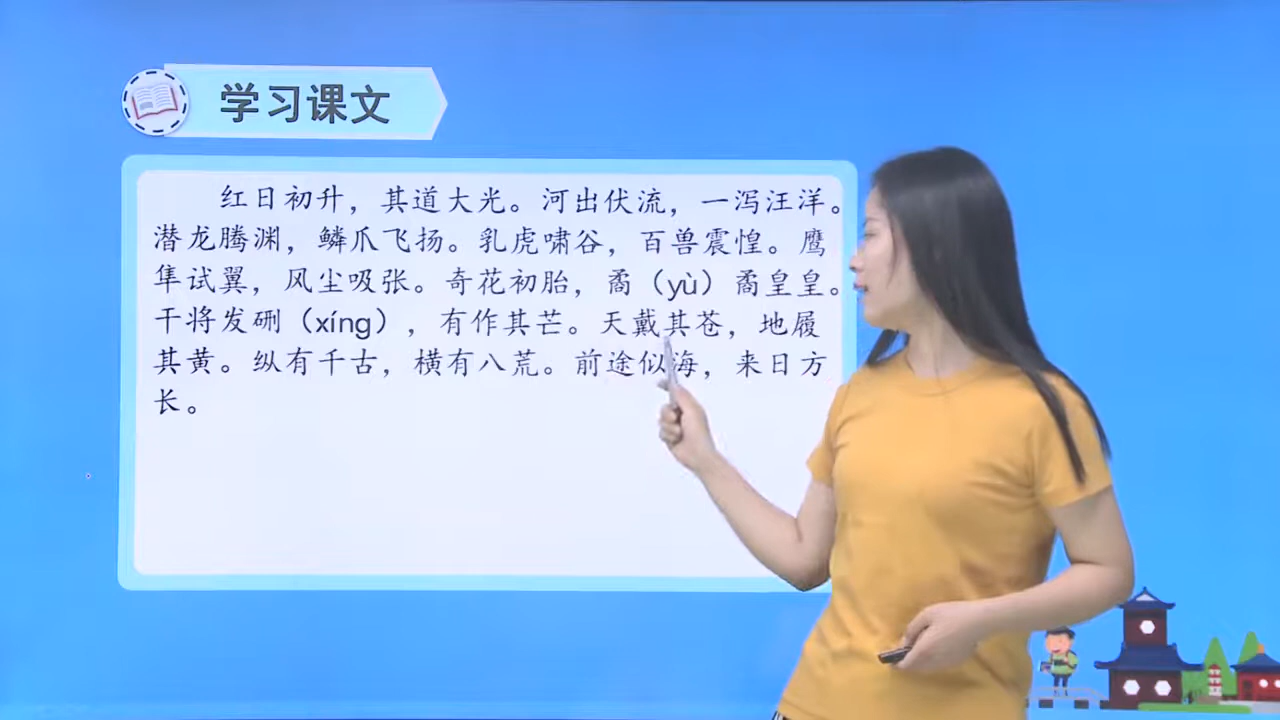 学习课文
红日初升，其道大光。河出伏流，一泻汪洋。
潜龙腾渊，鳞爪飞扬。乳虎啸谷，百兽震惶。鹰
隼试翼，风尘吸张。奇花初胎，矞（yù）矞皇皇。
干将发硎（xíng），有作其芒。天戴其苍，地履
其黄。纵有千古，横有八荒。前途似海，来日方
长。